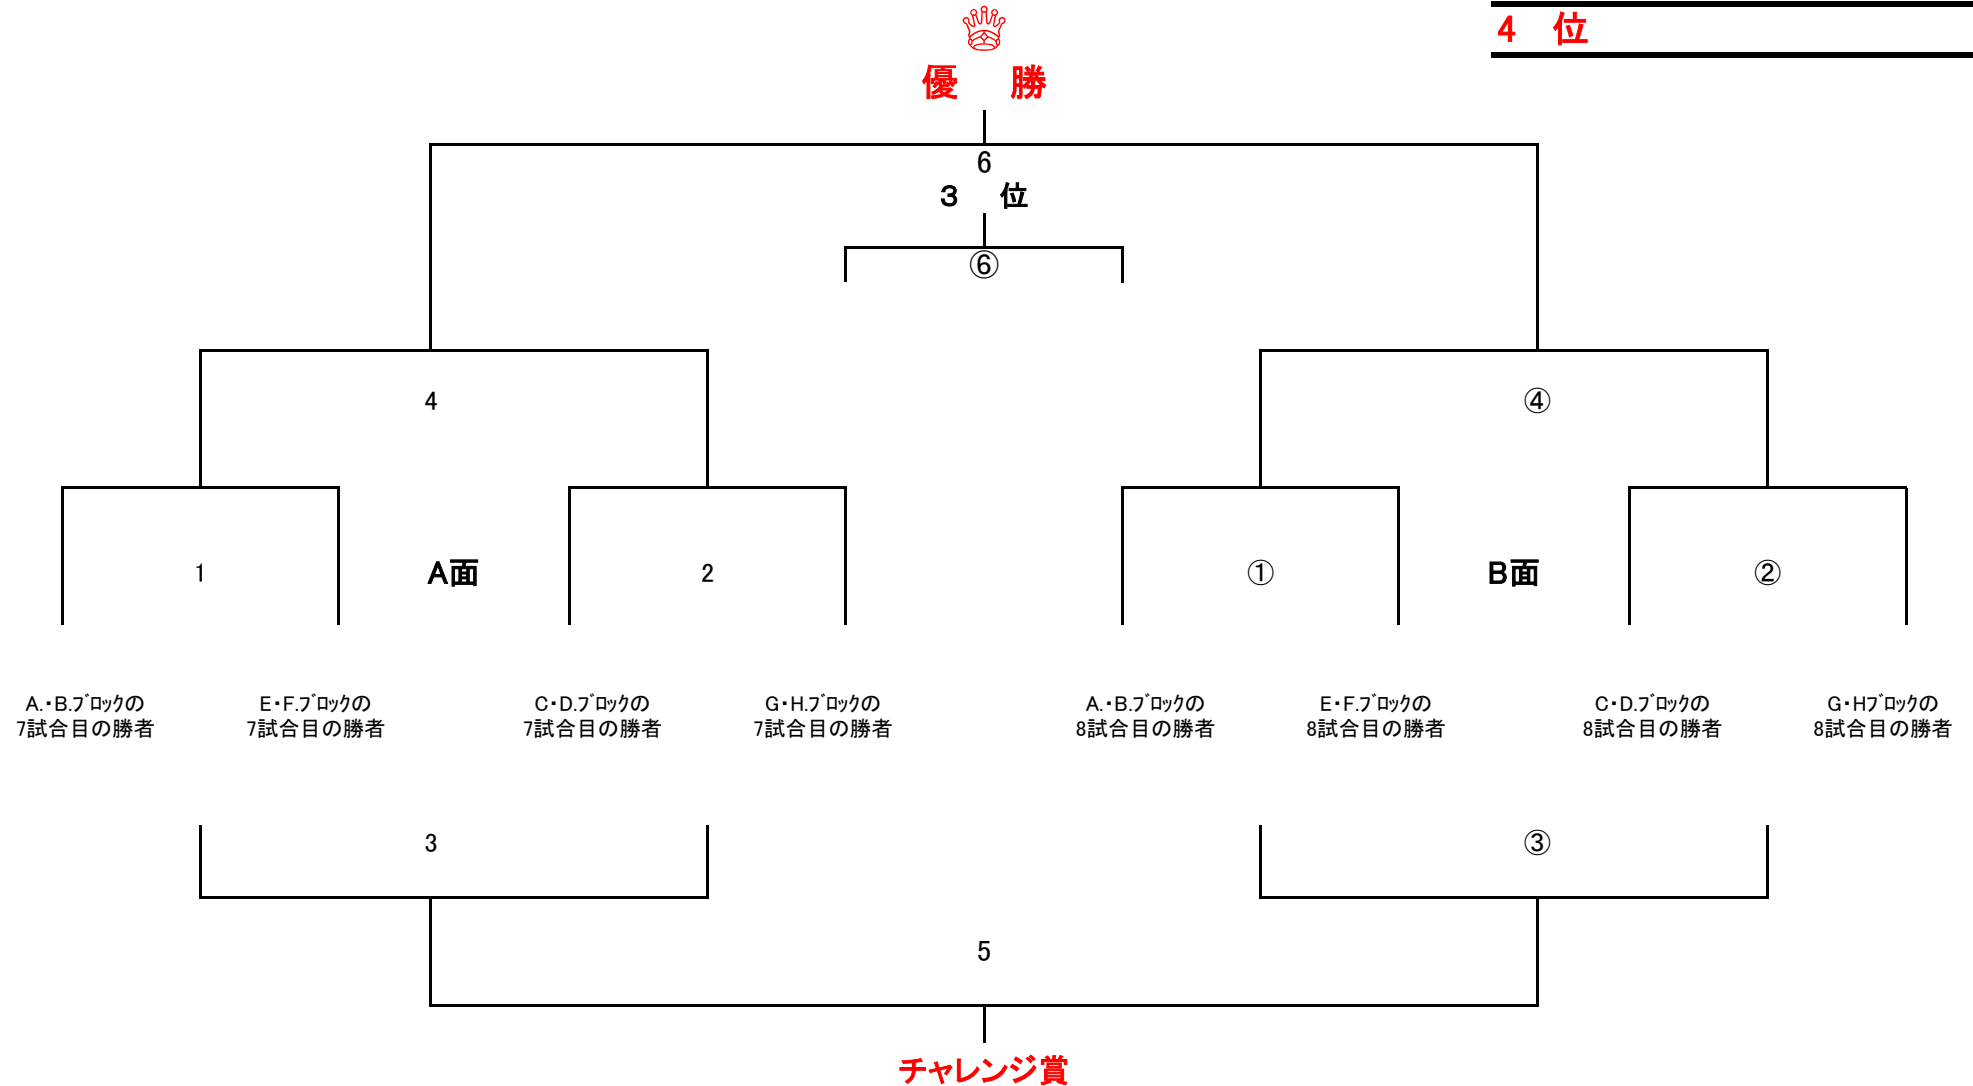 4　位
優　勝
6
3　位
⑥
4
④
1
A面
2
①
B面
②
A.・B.ﾌﾞﾛｯｸの
7試合目の勝者
E・F.ﾌﾞﾛｯｸの
7試合目の勝者
C・D.ﾌﾞﾛｯｸの
7試合目の勝者
G・H.ﾌﾞﾛｯｸの
7試合目の勝者
A.・B.ﾌﾞﾛｯｸの
8試合目の勝者
E・F.ﾌﾞﾛｯｸの
8試合目の勝者
C・D.ﾌﾞﾛｯｸの
8試合目の勝者
G・Hﾌﾞﾛｯｸの
8試合目の勝者
3
③
5
チャレンジ賞